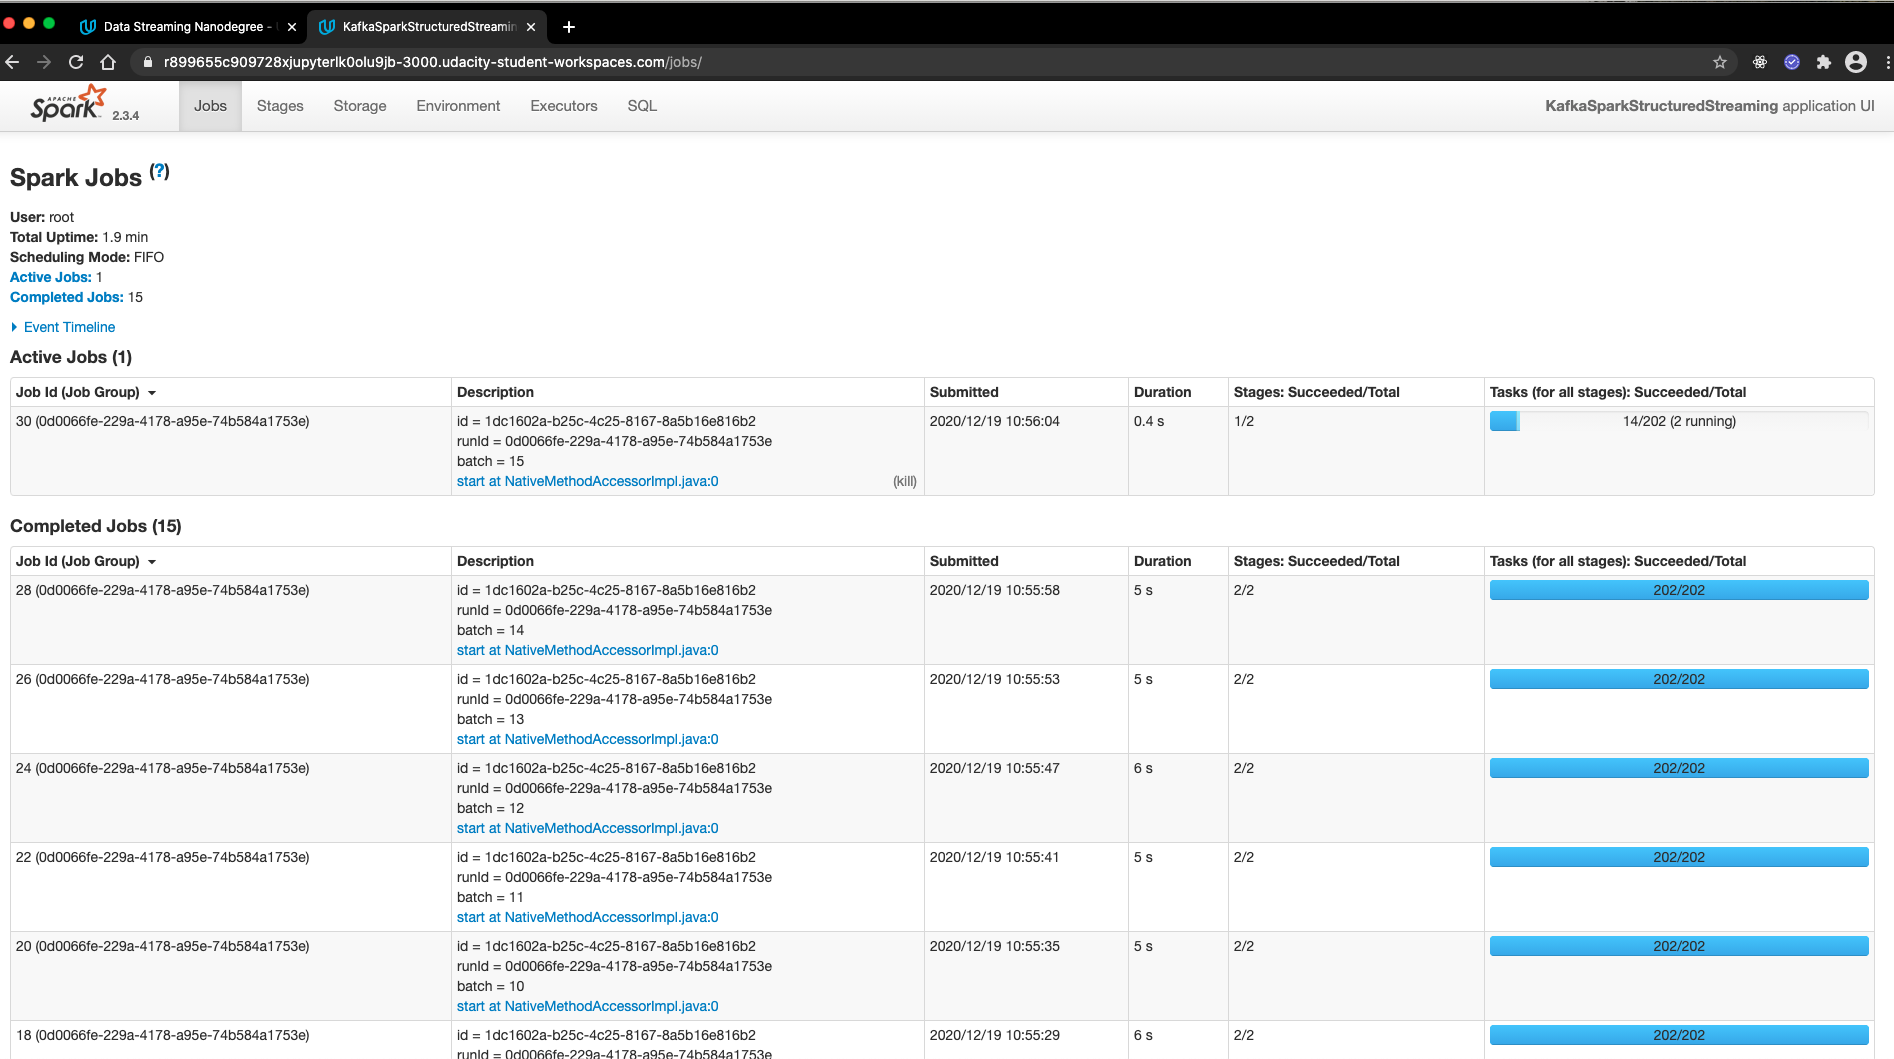 Data Streaming Nanodegree -
KafkaSparkStructuredStreamin
r899655c909728xjupyterlk0olu9jb-3000.udacity-student-workspaces.com/jobs/
APACHE Spark 2.3.4
Jobs Stages Storage Environment Executors SQL
KafkaSparkStructuredStreaming application UI
Spark Jobs (?)
User: root
Total Uptime: 1.9 min
Scheduling Mode: FIFO
Active Jobs: 1
Completed Jobs: 15
Event Timeline
Active Jobs (1)
Job Id (Job Group) Description Submitted Duration Stages: Succeeded/Total Tasks (for all stages): Succeeded/Total
30 (0d0066fe-229a-4178-a95e-74b584a1753e) id = 1dc1602a-b25c-4c25-8167-8a5b16e816b2 2020/12/19 10:56:04 0.4 s 1/2 14/202 (2 running)
runId = 0d0066fe-229a-4178-a95e-74b584a1753e
batch = 15
start at NativeMethodAccessorImpl.java:0 (kill)
Completed Jobs (15)
Job Id (Job Group) Description Submitted Duration Stages: Succeeded/Total Tasks (for all stages): Succeeded/Total
28 (0d0066fe-229a-4178-a95e-74b584a1753e) id = 1dc1602a-b25c-4c25-8167-8a5b16e816b2 2020/12/19 10:55:58 5 s 2/2 202/202
runId = 0d0066fe-229a-4178-a95e-74b584a1753e
batch = 14
start at NativeMethodAccessorImpl.java:0
26 (0d0066fe-229a-4178-a95e-74b584a1753e) id = 1dc1602a-b25c-4c25-8167-8a5b16e816b2 2020/12/19 10:55:53 5 s 2/2 202/202
runId = 0d0066fe-229a-4178-a95e-74b584a1753e
batch = 13
start at NativeMethodAccessorImpl.java:0
24 (0d0066fe-229a-4178-a95e-74b584a1753e) id = 1dc1602a-b25c-4c25-8167-8a5b16e816b2 2020/12/19 10:55:47 6 s 2/2 202/202
runId = 0d0066fe-229a-4178-a95e-74b584a1753e
batch = 12
start at NativeMethodAccessorImpl.java:0
22 (0d0066fe-229a-4178-a95e-74b584a1753e) id = 1dc1602a-b25c-4c25-8167-8a5b16e816b2 2020/12/19 10:55:41 5 s 2/2 202/202
runId = 0d0066fe-229a-4178-a95e-74b584a1753e
batch = 11
start at NativeMethodAccessorImpl.java:0
20 (0d0066fe-229a-4178-a95e-74b584a1753e) id = 1dc1602a-b25c-4c25-8167-8a5b16e816b2 2020/12/19 10:55:35 5 s 2/2 202/202
runId = 0d0066fe-229a-4178-a95e-74b584a1753e
batch = 10
start at NativeMethodAccessorImpl.java:0
18 (0d0066fe-229a-4178-a95e-74b584a1753e) id = 1dc1602a-b25c-4c25-8167-8a5b16e816b2 2020/12/19 10:55:29 6 s 2/2 202/202
runId = 0d0066fe-229a-4178-a95e-74b584a1753e